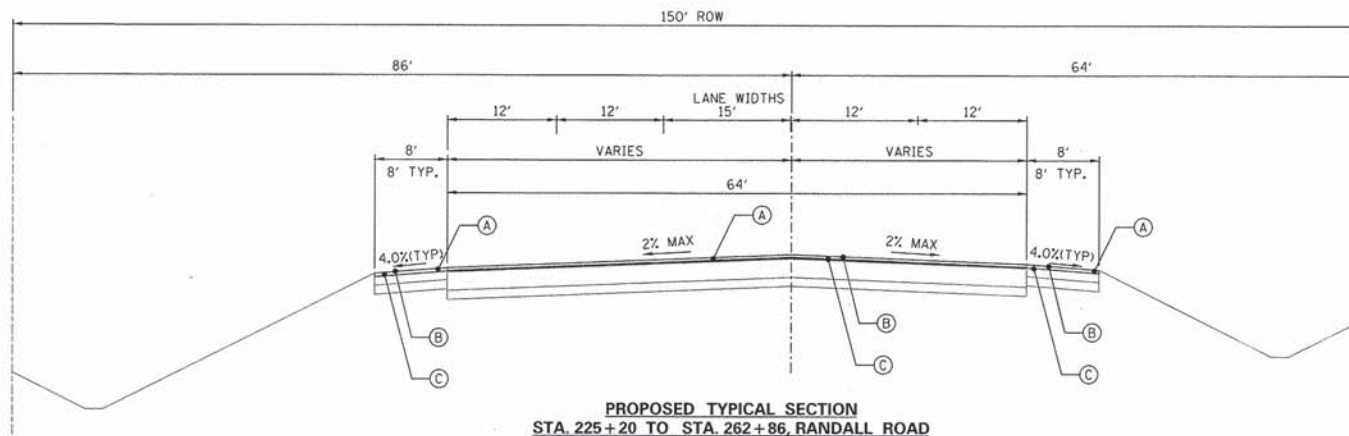 150' ROW
86'
64'
LANE WIDTHS
12'
12'
15'
12'
12'
8'
VARIES
VARIES
8'
8' TYP.
64'
8' TYP.
A
A
A
4.0%(TYP)
2% MAX
2% MAX
4.0%(TYP)
B
B
B
C
C
C
PROPOSED TYPICAL SECTION
STA. 225+20 TO STA. 262+86, RANDALL ROAD